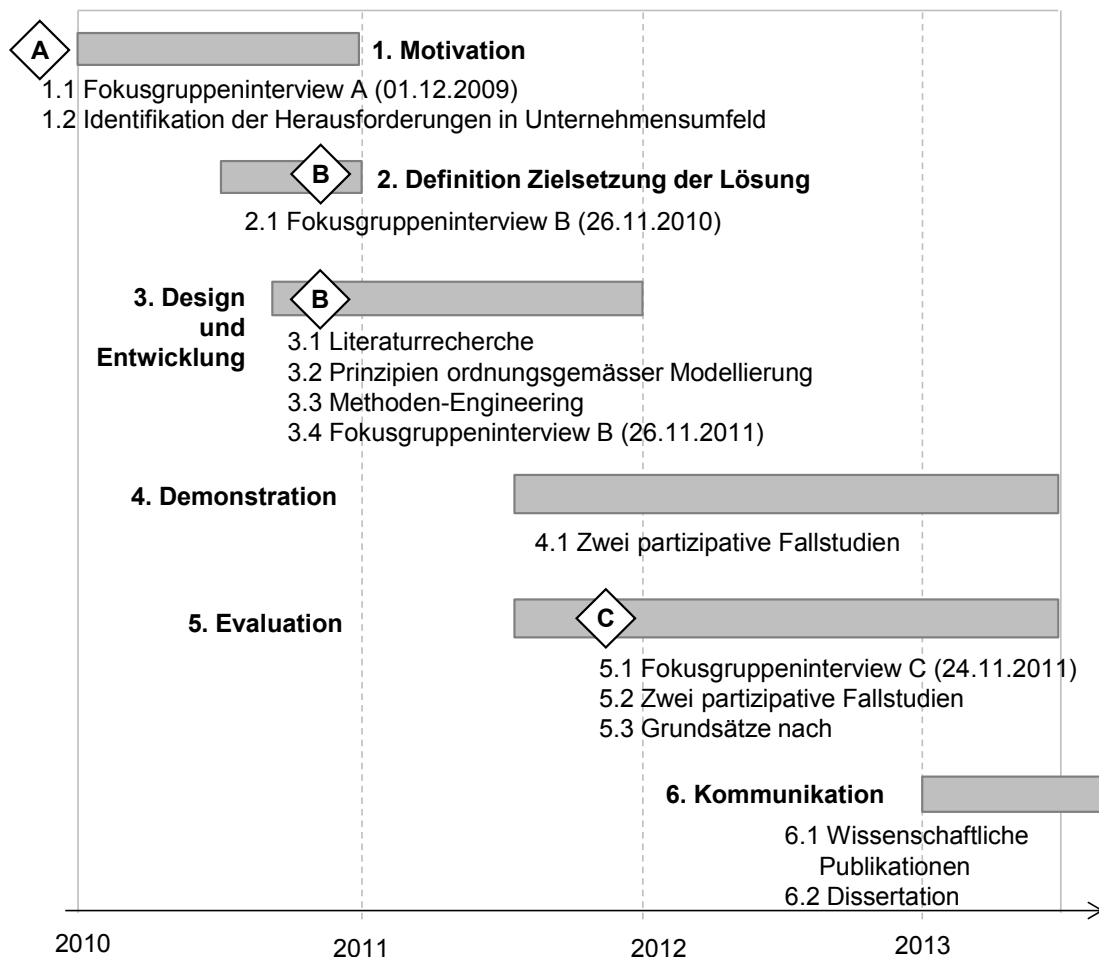 A
1. Motivation
1.1 Fokusgruppeninterview A (01.12.2009)
1.2 Identifikation der Herausforderungen in Unternehmensumfeld
B
2. Definition Zielsetzung der Lösung
2.1 Fokusgruppeninterview B (26.11.2010)
3. Design
und
Entwicklung
B
3.1 Literaturrecherche
3.2 Prinzipien ordnungsgemässer Modellierung
3.3 Methoden-Engineering
3.4 Fokusgruppeninterview B (26.11.2011)
4. Demonstration
4.1 Zwei partizipative Fallstudien
5. Evaluation
C
5.1 Fokusgruppeninterview C (24.11.2011)
5.2 Zwei partizipative Fallstudien
5.3 Grundsätze nach
6. Kommunikation
6.1 Wissenschaftliche
Publikationen
6.2 Dissertation
2010
2011
2012
2013